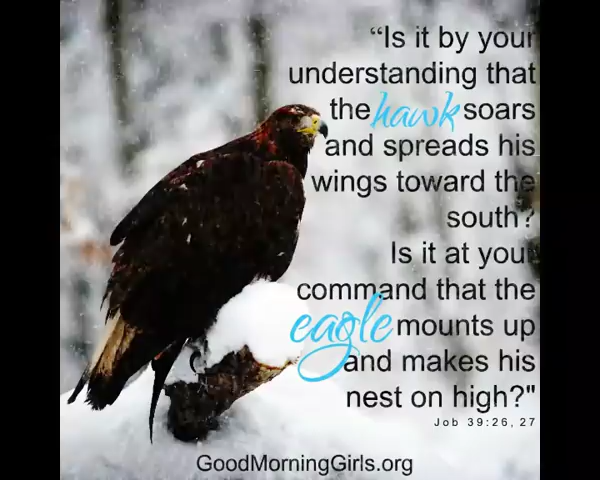 “Is it by your
understanding that
the hawk soars
and spreads his
wings toward the
south?
Is it at your
command that the
eagle mounts up
and makes his
nest on high?"
Job 39:26, 27
GoodMorningGirls.org